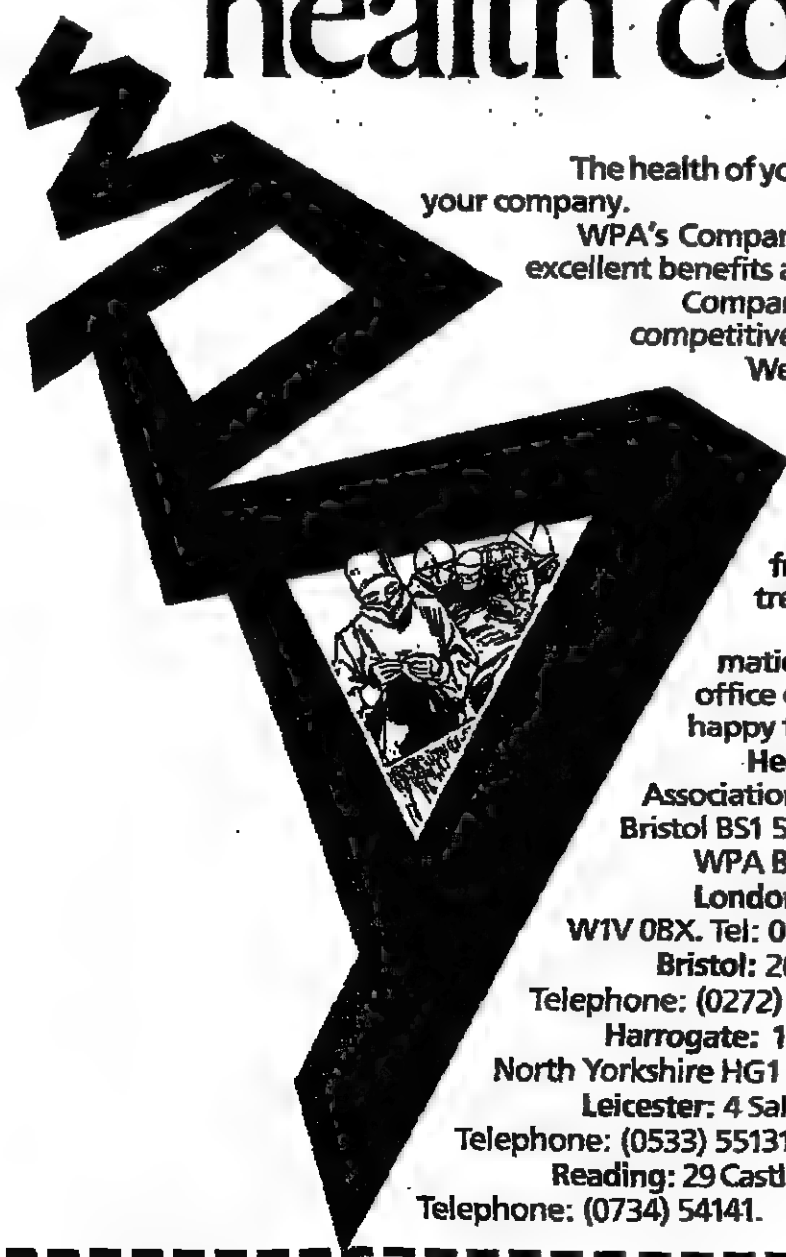 health co
The health of yo
your company.
WPA's Compan
excellent benefits a
Compan
competitive
We
fr
tre
matio
office o
happy t
He
Association
Bristol BS1 5
WPA B
London
W1V 0BX. Tel: 0
Bristol: 20
Telephone: (0272)
Harrogate: 1
North Yorkshire HG1
Leicester: 4 Sal
Telephone: (0533) 55131
Reading: 29 Castl
Telephone: (0734) 54141.